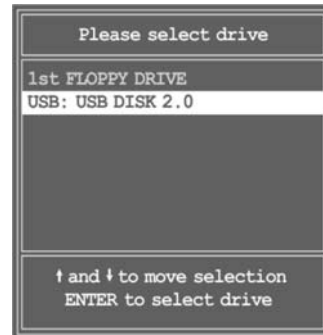 Please select drive
1st FLOPPY DRIVE
USB: USB DISK 2.0
↑ and ↓ to move selection
ENTER to select drive